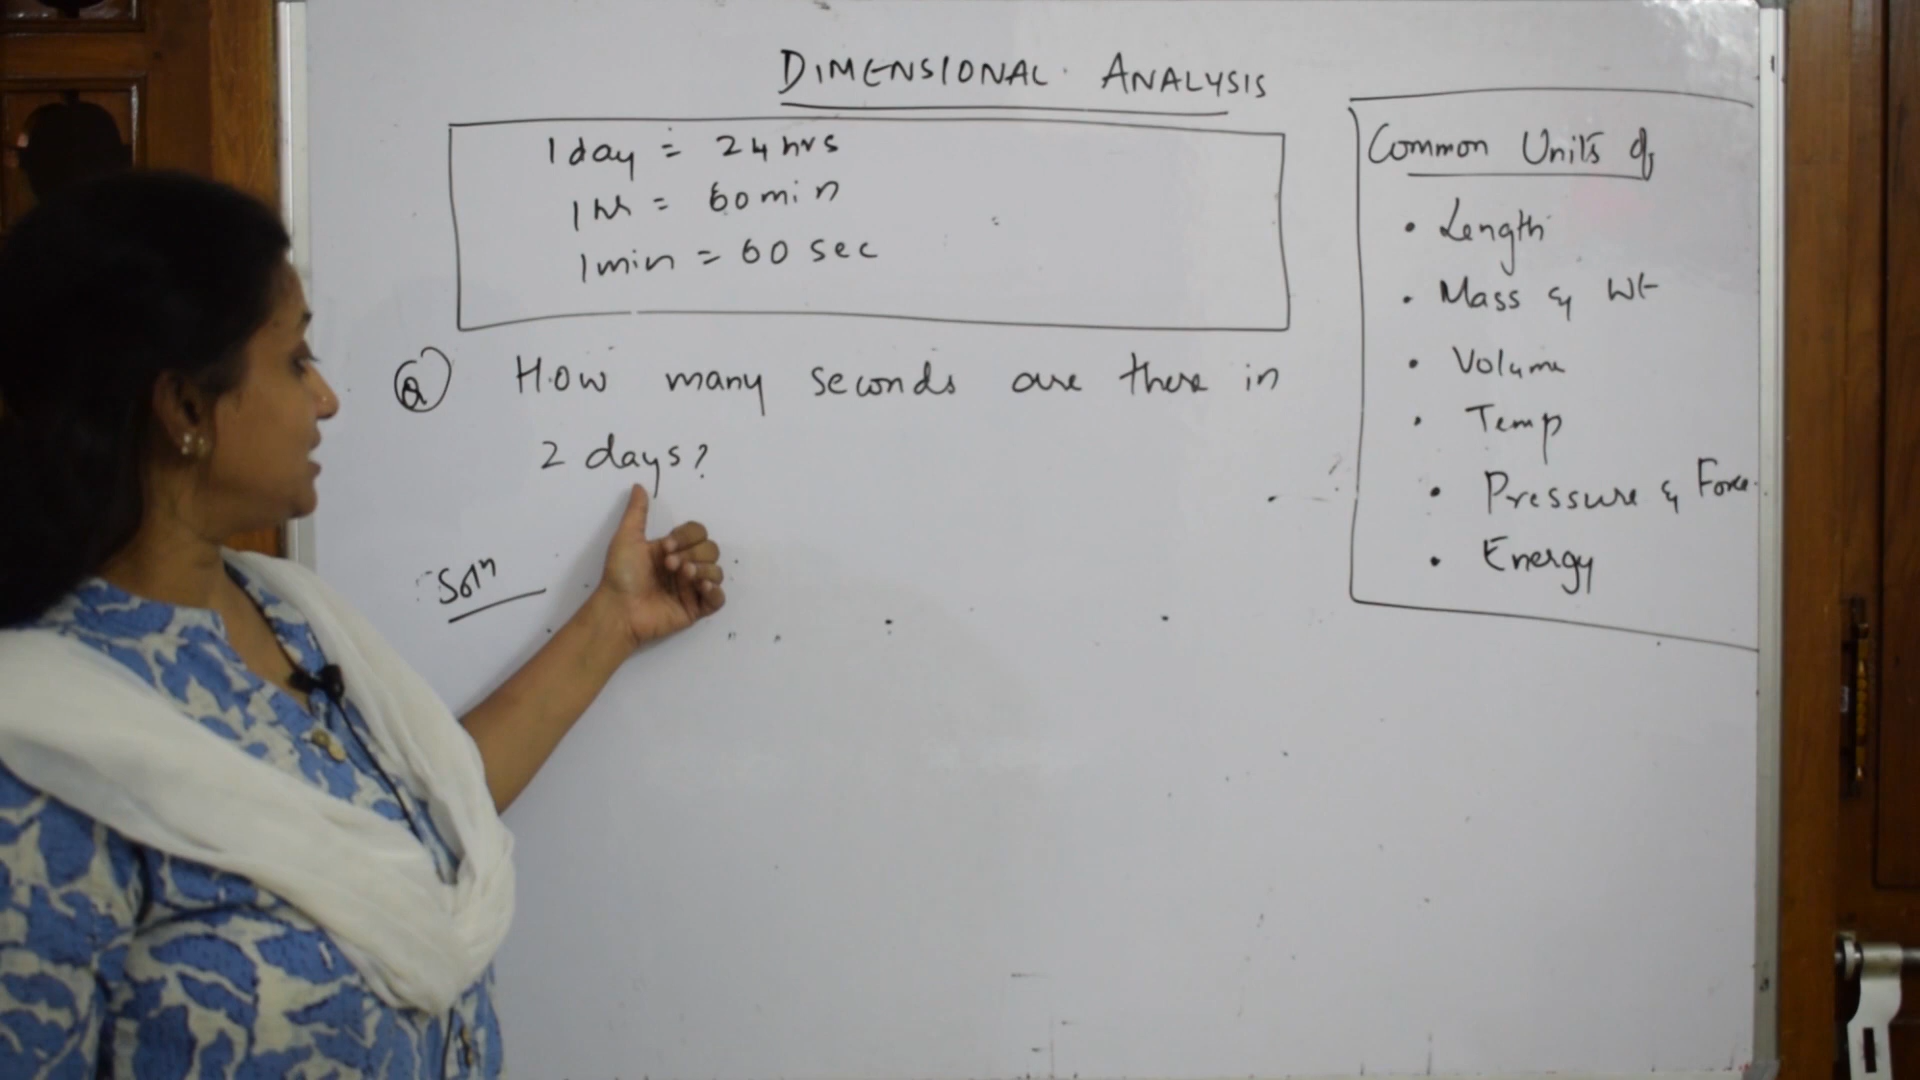 DIMENSIONAL ANALYSIS
1 day = 24 hrs
1 hr = 60 min
1 min = 60 sec
Q How many seconds are there in
2 days?
Soln
Common Units of
• Length
• Mass & Wt
• Volume
• Temp
• Pressure & Force
• Energy